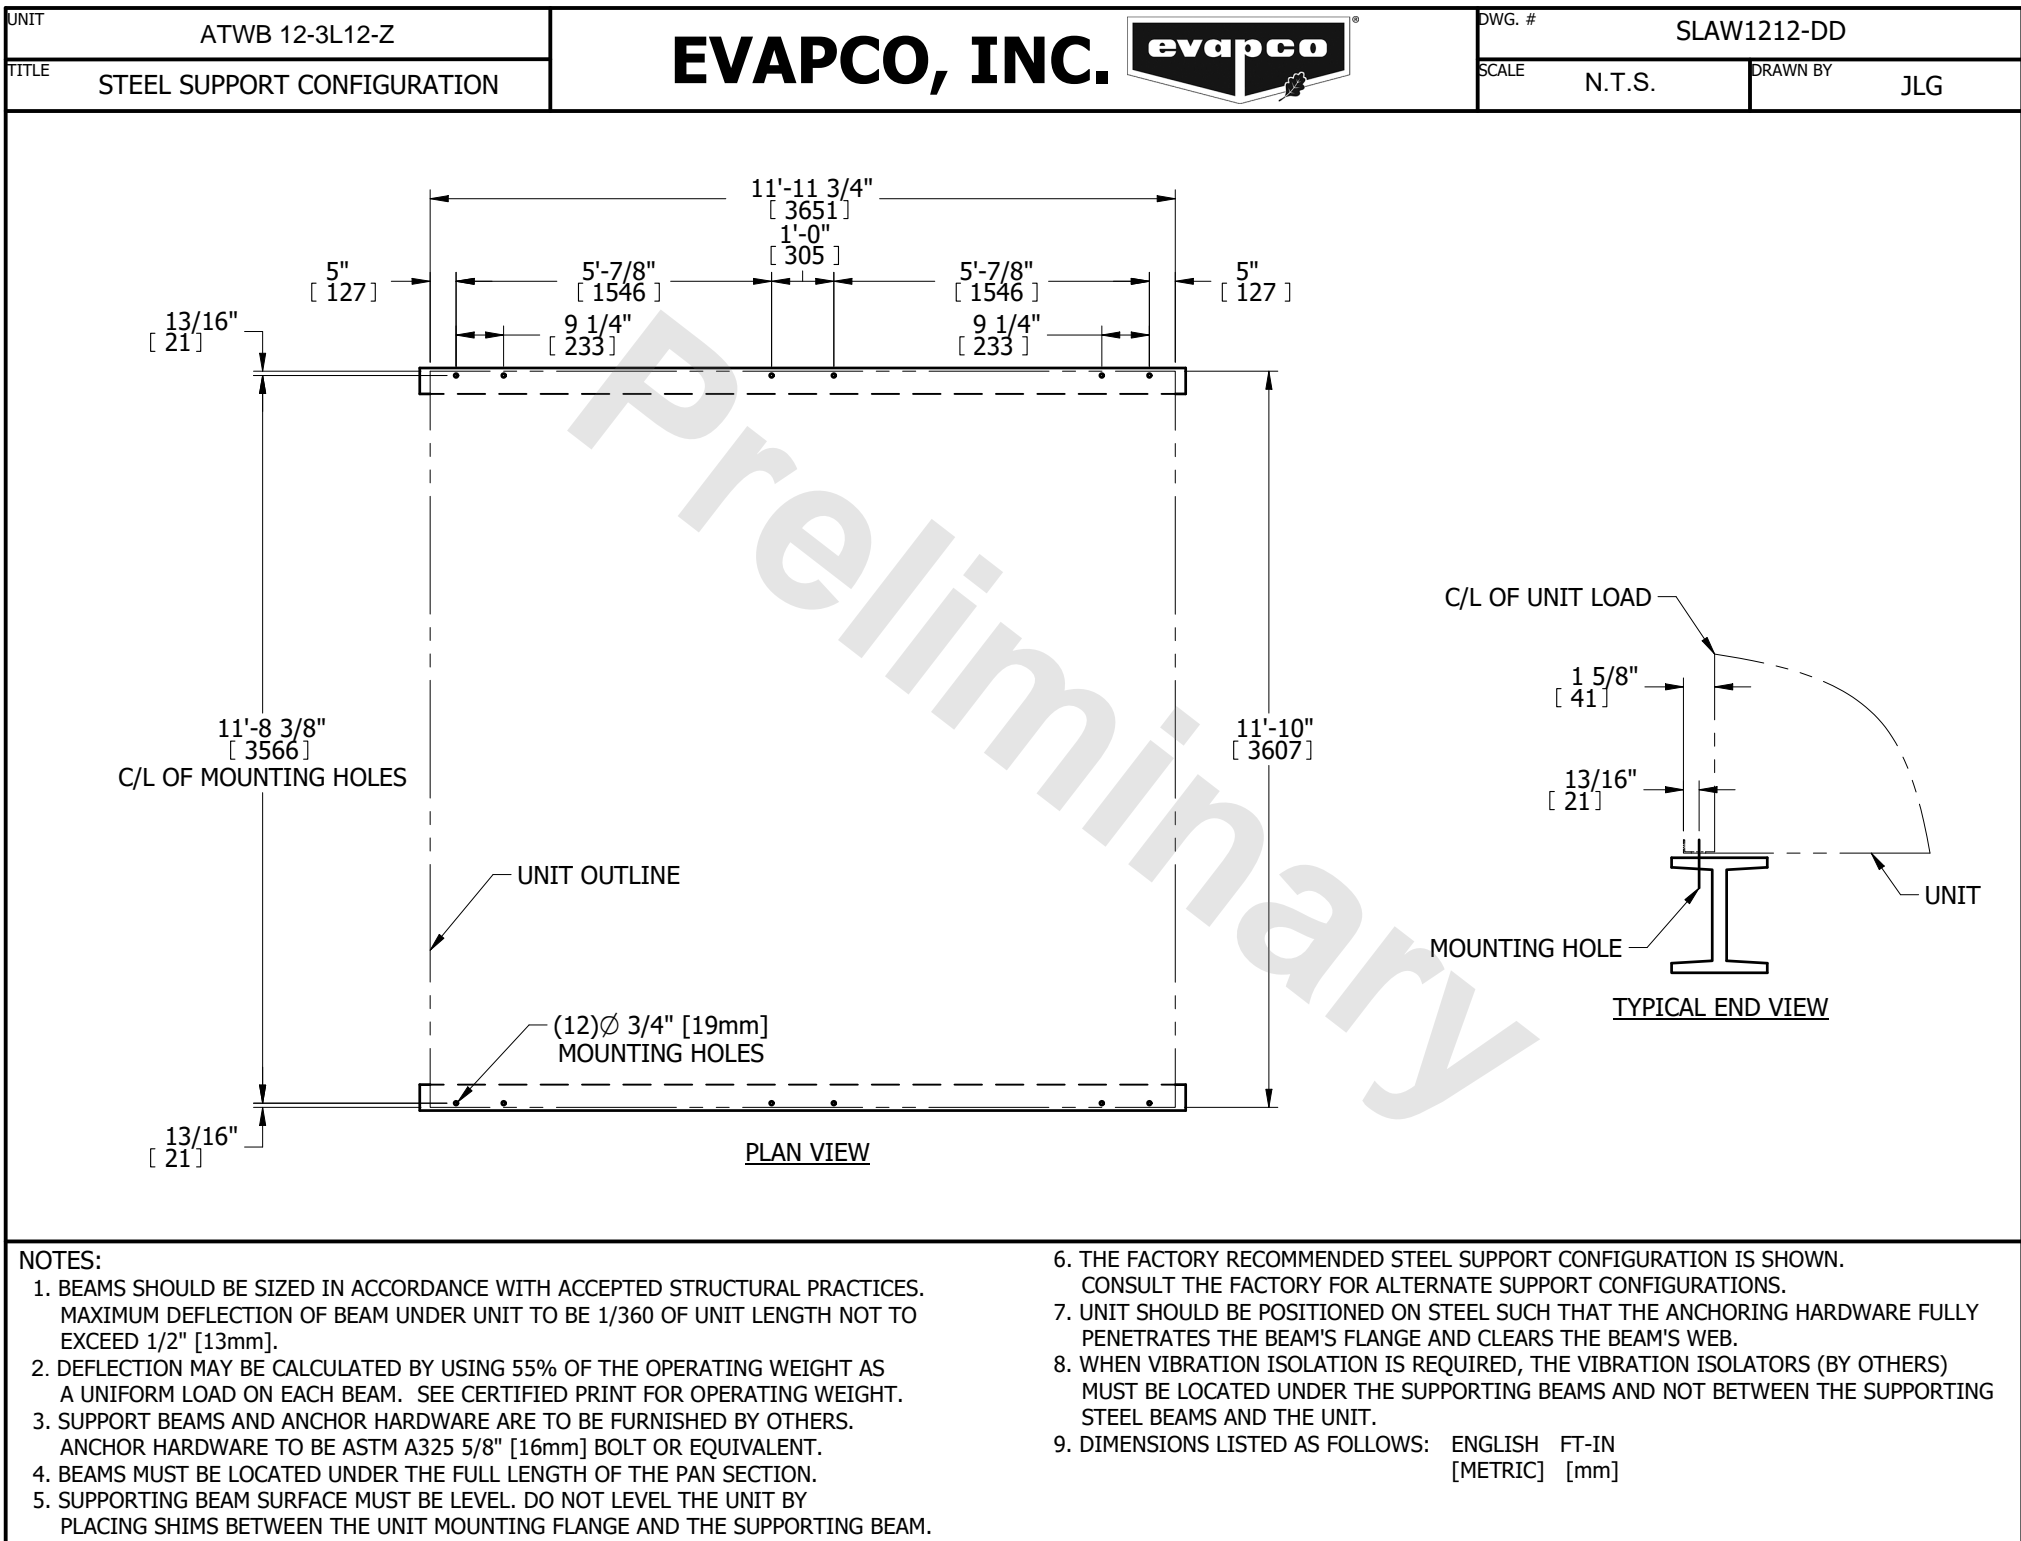 UNIT
ATWB 12-3L12-Z
TITLE
STEEL SUPPORT CONFIGURATION
EVAPCO, INC.
evapco
®
DWG. #
SLAW1212-DD
SCALE
N.T.S.
DRAWN BY
JLG
11'-11 3/4"
[ 3651 ]
1'-0"
[ 305 ]
5"
[ 127 ]
5'-7/8"
[ 1546 ]
5'-7/8"
[ 1546 ]
5"
[ 127 ]
13/16"
[ 21 ]
9 1/4"
[ 233 ]
9 1/4"
[ 233 ]
Preliminary
C/L OF UNIT LOAD
1 5/8"
[ 41 ]
11'-8 3/8"
[ 3566 ]
C/L OF MOUNTING HOLES
11'-10"
[ 3607 ]
13/16"
[ 21 ]
UNIT OUTLINE
UNIT
MOUNTING HOLE
TYPICAL END VIEW
(12)∅ 3/4" [19mm]
MOUNTING HOLES
13/16"
[ 21 ]
PLAN VIEW
NOTES:
1. BEAMS SHOULD BE SIZED IN ACCORDANCE WITH ACCEPTED STRUCTURAL PRACTICES.
MAXIMUM DEFLECTION OF BEAM UNDER UNIT TO BE 1/360 OF UNIT LENGTH NOT TO
EXCEED 1/2" [13mm].
2. DEFLECTION MAY BE CALCULATED BY USING 55% OF THE OPERATING WEIGHT AS
A UNIFORM LOAD ON EACH BEAM. SEE CERTIFIED PRINT FOR OPERATING WEIGHT.
3. SUPPORT BEAMS AND ANCHOR HARDWARE ARE TO BE FURNISHED BY OTHERS.
ANCHOR HARDWARE TO BE ASTM A325 5/8" [16mm] BOLT OR EQUIVALENT.
4. BEAMS MUST BE LOCATED UNDER THE FULL LENGTH OF THE PAN SECTION.
5. SUPPORTING BEAM SURFACE MUST BE LEVEL. DO NOT LEVEL THE UNIT BY
PLACING SHIMS BETWEEN THE UNIT MOUNTING FLANGE AND THE SUPPORTING BEAM.
6. THE FACTORY RECOMMENDED STEEL SUPPORT CONFIGURATION IS SHOWN.
CONSULT THE FACTORY FOR ALTERNATE SUPPORT CONFIGURATIONS.
7. UNIT SHOULD BE POSITIONED ON STEEL SUCH THAT THE ANCHORING HARDWARE FULLY
PENETRATES THE BEAM'S FLANGE AND CLEARS THE BEAM'S WEB.
8. WHEN VIBRATION ISOLATION IS REQUIRED, THE VIBRATION ISOLATORS (BY OTHERS)
MUST BE LOCATED UNDER THE SUPPORTING BEAMS AND NOT BETWEEN THE SUPPORTING
STEEL BEAMS AND THE UNIT.
9. DIMENSIONS LISTED AS FOLLOWS: ENGLISH FT-IN
[METRIC] [mm]